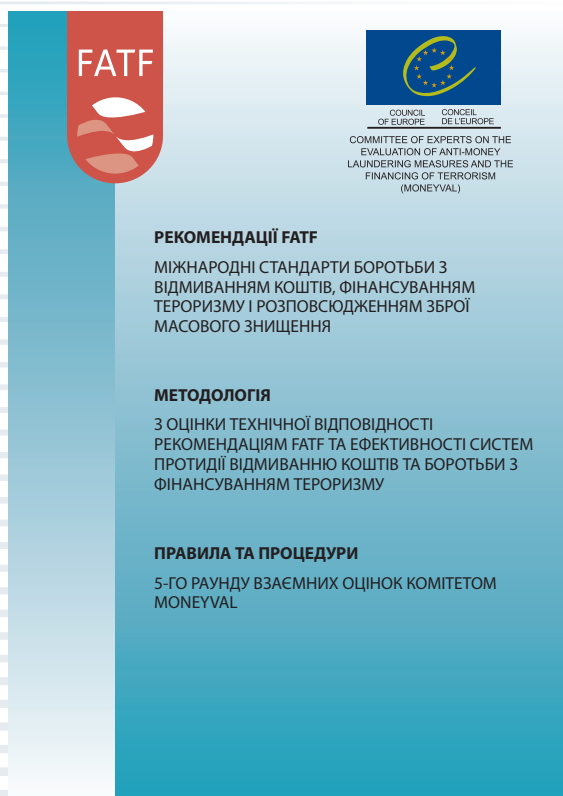 FATF
COUNCIL OF EUROPE
CONCEIL DE L'EUROPE
COMMITTEE OF EXPERTS ON THE
EVALUATION OF ANTI-MONEY
LAUNDERING MEASURES AND THE
FINANCING OF TERRORISM
(MONEYVAL)
РЕКОМЕНДАЦІЇ FATF
МІЖНАРОДНІ СТАНДАРТИ БОРОТЬБИ З
ВІДМИВАННЯМ КОШТІВ, ФІНАНСУВАННЯМ
ТЕРОРИЗМУ І РОЗПОВСЮДЖЕННЯМ ЗБРОЇ
МАСОВОГО ЗНИЩЕННЯ
МЕТОДОЛОГІЯ
З ОЦІНКИ ТЕХНІЧНОЇ ВІДПОВІДНОСТІ
РЕКОМЕНДАЦІЯМ FATF ТА ЕФЕКТИВНОСТІ СИСТЕМ
ПРОТИДІЇ ВІДМИВАННЮ КОШТІВ ТА БОРОТЬБИ З
ФІНАНСУВАННЯМ ТЕРОРИЗМУ
ПРАВИЛА ТА ПРОЦЕДУРИ
5-ГО РАУНДУ ВЗАЄМНИХ ОЦІНОК КОМІТЕТОМ
MONEYVAL